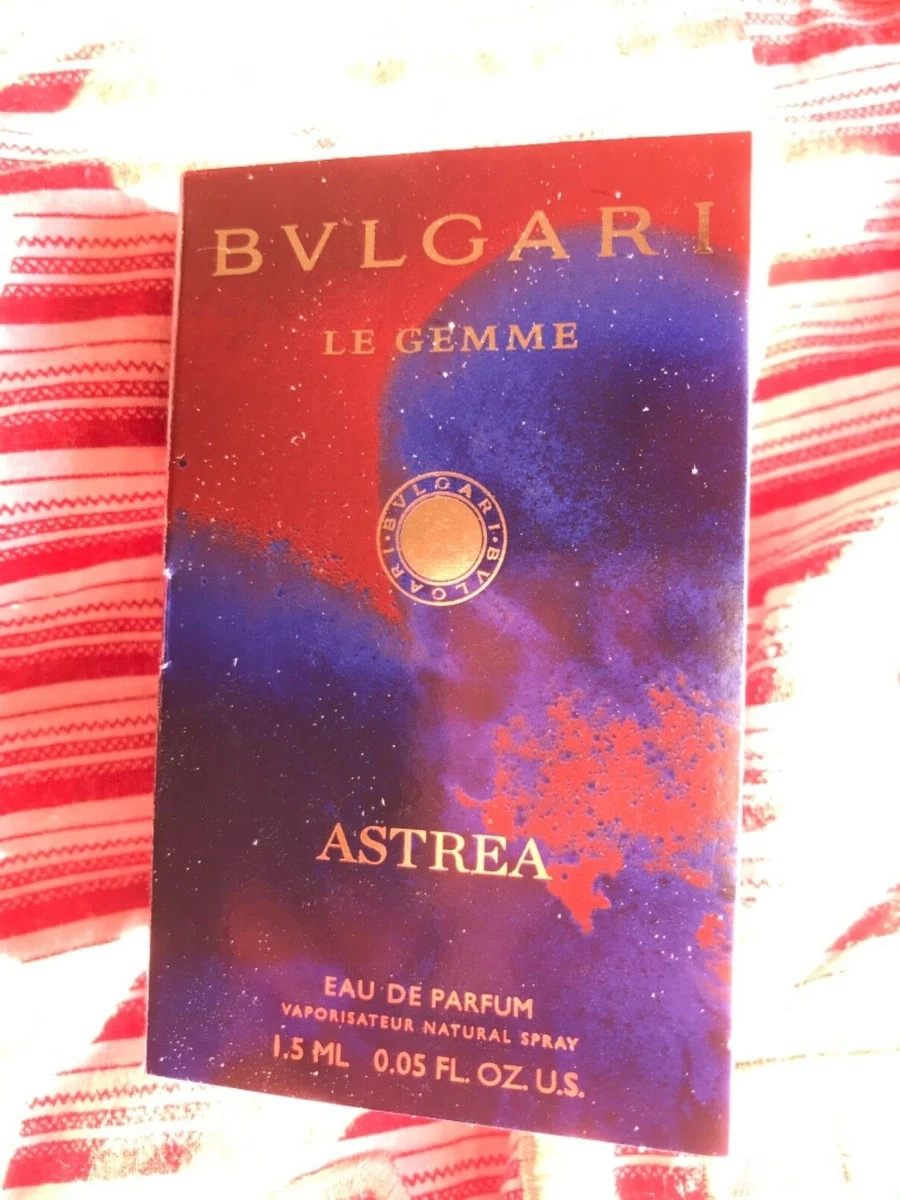 BVLGARI
LE GEMME
BVLGARI • BVLGARI •
ASTREA
EAU DE PARFUM
VAPORISATEUR NATURAL SPRAY
1.5 ML 0.05 FL. OZ. U.S.